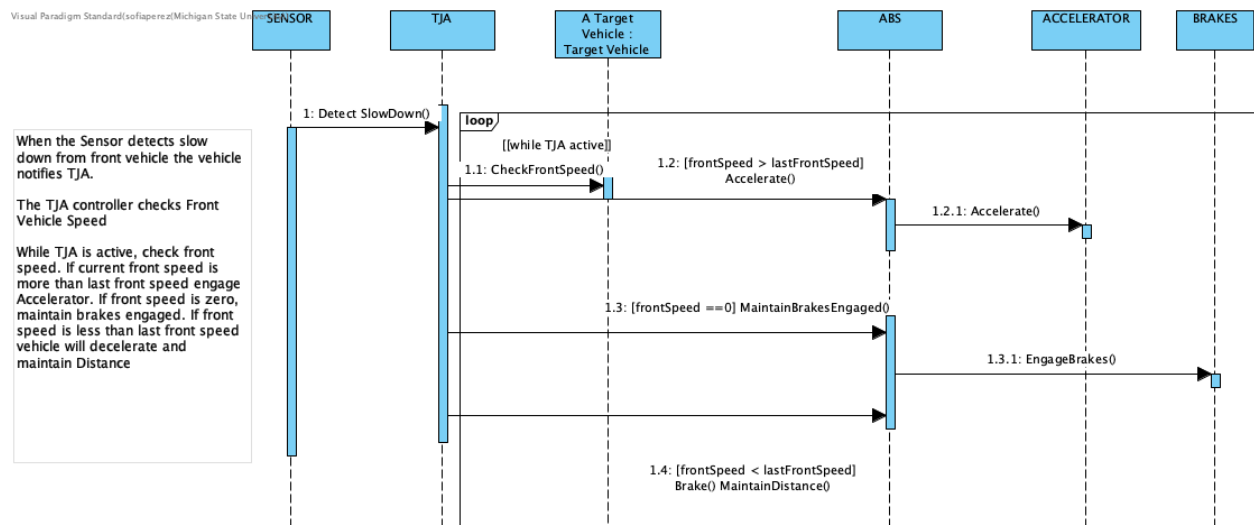 Visual Paradigm Standard(sofiaperez(Michigan State
SENSOR
TJA
A Target
Vehicle :
Target Vehicle
ABS
ACCELERATOR
BRAKES
1: Detect SlowDown()
loop
[[while TJA active]]
1.1: CheckFrontSpeed()
1.2: [frontSpeed > lastFrontSpeed]
Accelerate()
1.2.1: Accelerate()
When the Sensor detects slow
down from front vehicle the vehicle
notifies TJA.
The TJA controller checks Front
Vehicle Speed
While TJA is active, check front
speed. If current front speed is
more than last front speed engage
Accelerator. If front speed is zero,
maintain brakes engaged. If front
speed is less than last front speed
vehicle will decelerate and
maintain Distance
1.3: [frontSpeed ==0] MaintainBrakesEngaged()
1.3.1: EngageBrakes()
1.4: [frontSpeed < lastFrontSpeed]
Brake() MaintainDistance()